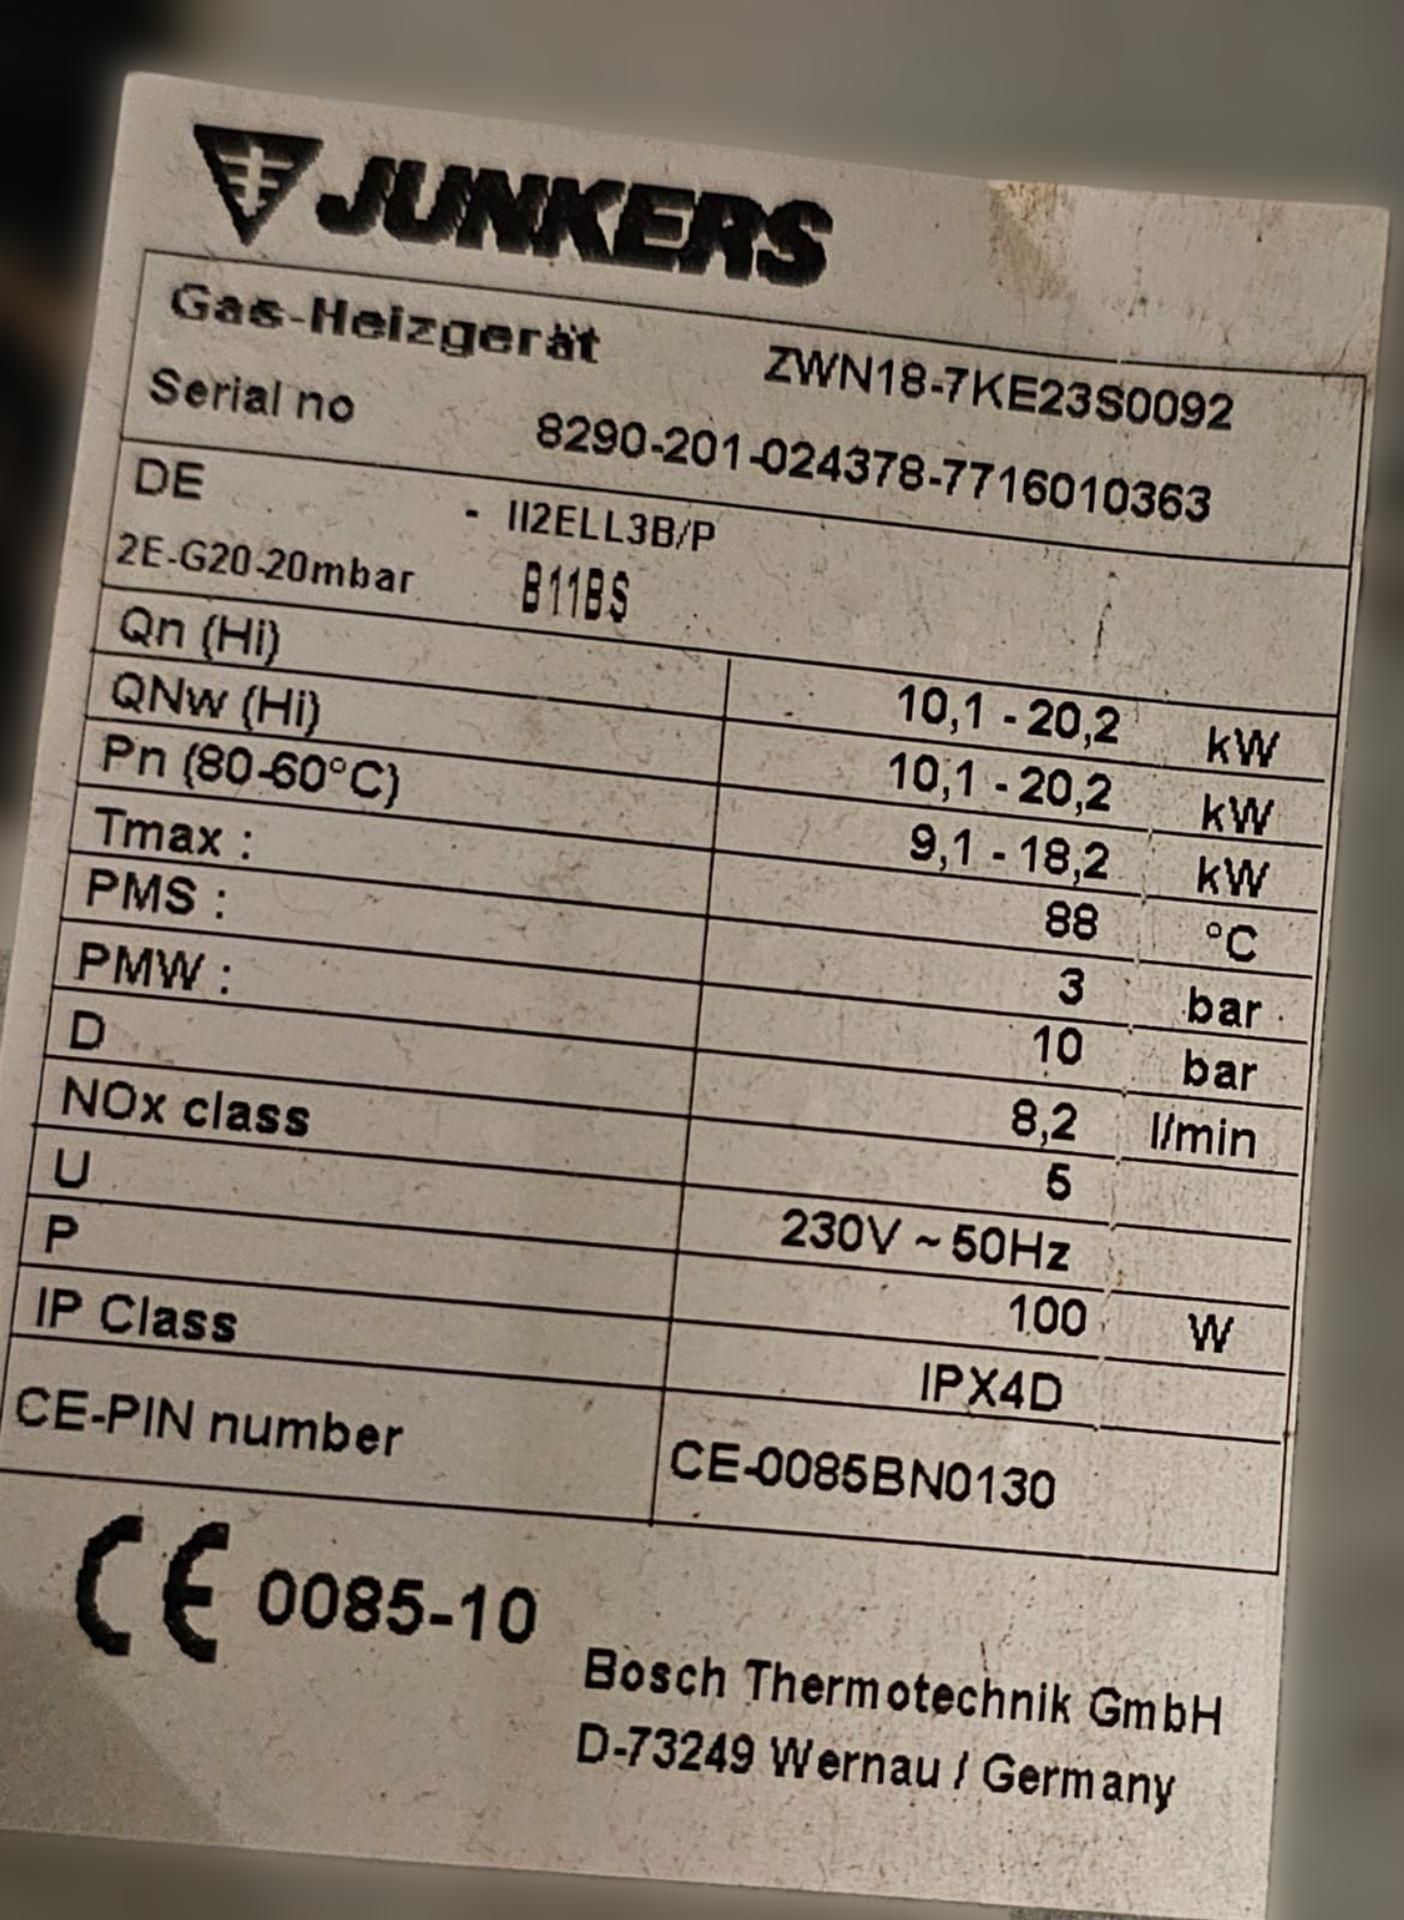 JUNKERS
Gas-Heizgerät ZWN18-7KE23S0092
Serial no 8290-201-024378-7716010363
DE - II2ELL3B/P
2E-G20-20mbar B11BS
Qn (Hi) 10,1 - 20,2 kW
QNw (Hi) 10,1 - 20,2 kW
Pn (80-60°C) 9,1 - 18,2 kW
Tmax : 88 °C
PMS : 3 bar
PMW : 10 bar
D 8,2 l/min
NOx class 5
U 230V ~ 50Hz
P 100 W
IP Class IPX4D
CE-PIN number CE-0085BN0130
CE 0085-10
Bosch Thermotechnik GmbH
D-73249 Wernau / Germany